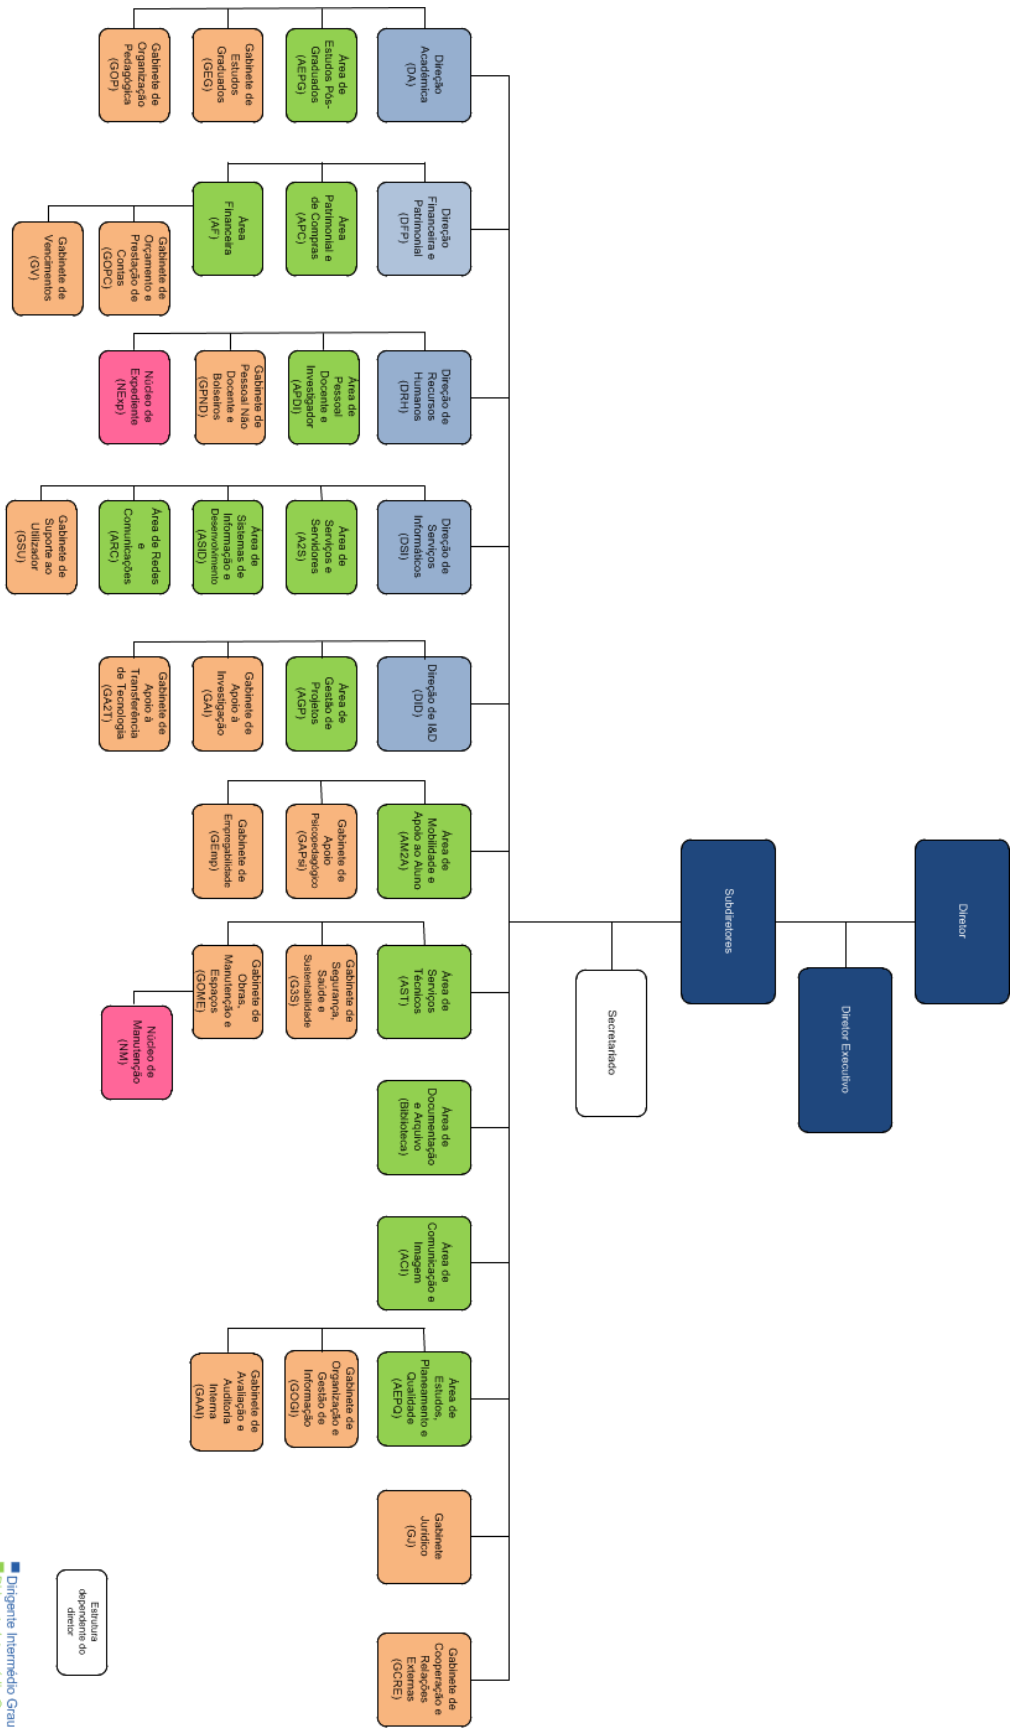 Diretor
Diretor Executivo
Subdiretores
Secretariado
Direção
Académica
(DA)
Área de
Estudos Pós-
Graduados
(AEPG)
Gabinete de
Estudos
Graduados
(GEG)
Gabinete de
Organização
Pedagógica
(GOP)
Direção
Financeira e
Patrimonial
(DFP)
Área
Patrimonial e
de Compras
(APC)
Área
Financeira
(AF)
Gabinete de
Orçamento e
Prestação de
Contas
(GOPC)
Gabinete de
Vencimentos
(GV)
Direção de
Recursos
Humanos
(DRH)
Área de
Pessoal
Docente e
Investigador
(APDI)
Gabinete de
Pessoal Não
Docente e
Bolseiros
(GPND)
Núcleo de
Expediente
(NExp)
Direção de
Serviços
Informáticos
(DSI)
Área de
Serviços e
Servidores
(A2S)
Área de
Sistemas de
Informação e
Desenvolvimento
(ASID)
Área de Redes
e
Comunicações
(ARC)
Gabinete de
Suporte ao
Utilizador
(GSU)
Direção de I&D
(DID)
Área de
Gestão de
Projetos
(AGP)
Gabinete de
Apoio à
Investigação
(GAI)
Gabinete de
Apoio à
Transferência
de Tecnologia
(GA2T)
Área de
Mobilidade e
Apoio ao Aluno
(AM2A)
Gabinete de
Apoio
Psicopedagógico
(GAPsi)
Gabinete de
Empregabilidade
(GEmp)
Área de
Serviços
Técnicos
(AST)
Gabinete de
Segurança,
Saúde e
Sustentabilidade
(G3S)
Gabinete de
Obras,
Manutenção e
Espaços
(GOME)
Núcleo de
Manutenção
(NM)
Área de
Documentação
e Arquivo
(Biblioteca)
Área de
Comunicação e
Imagem
(ACI)
Área de
Estudos,
Planeamento e
Qualidade
(AEPQ)
Gabinete de
Organização e
Gestão de
Informação
(GOGI)
Gabinete de
Avaliação e
Auditoria
Interna
(GAAI)
Gabinete
Jurídico
(GJ)
Gabinete de
Cooperação e
Relações
Externas
(GCRE)
Estrutura
dependente do
diretor
Dirigente Intermédio Grau